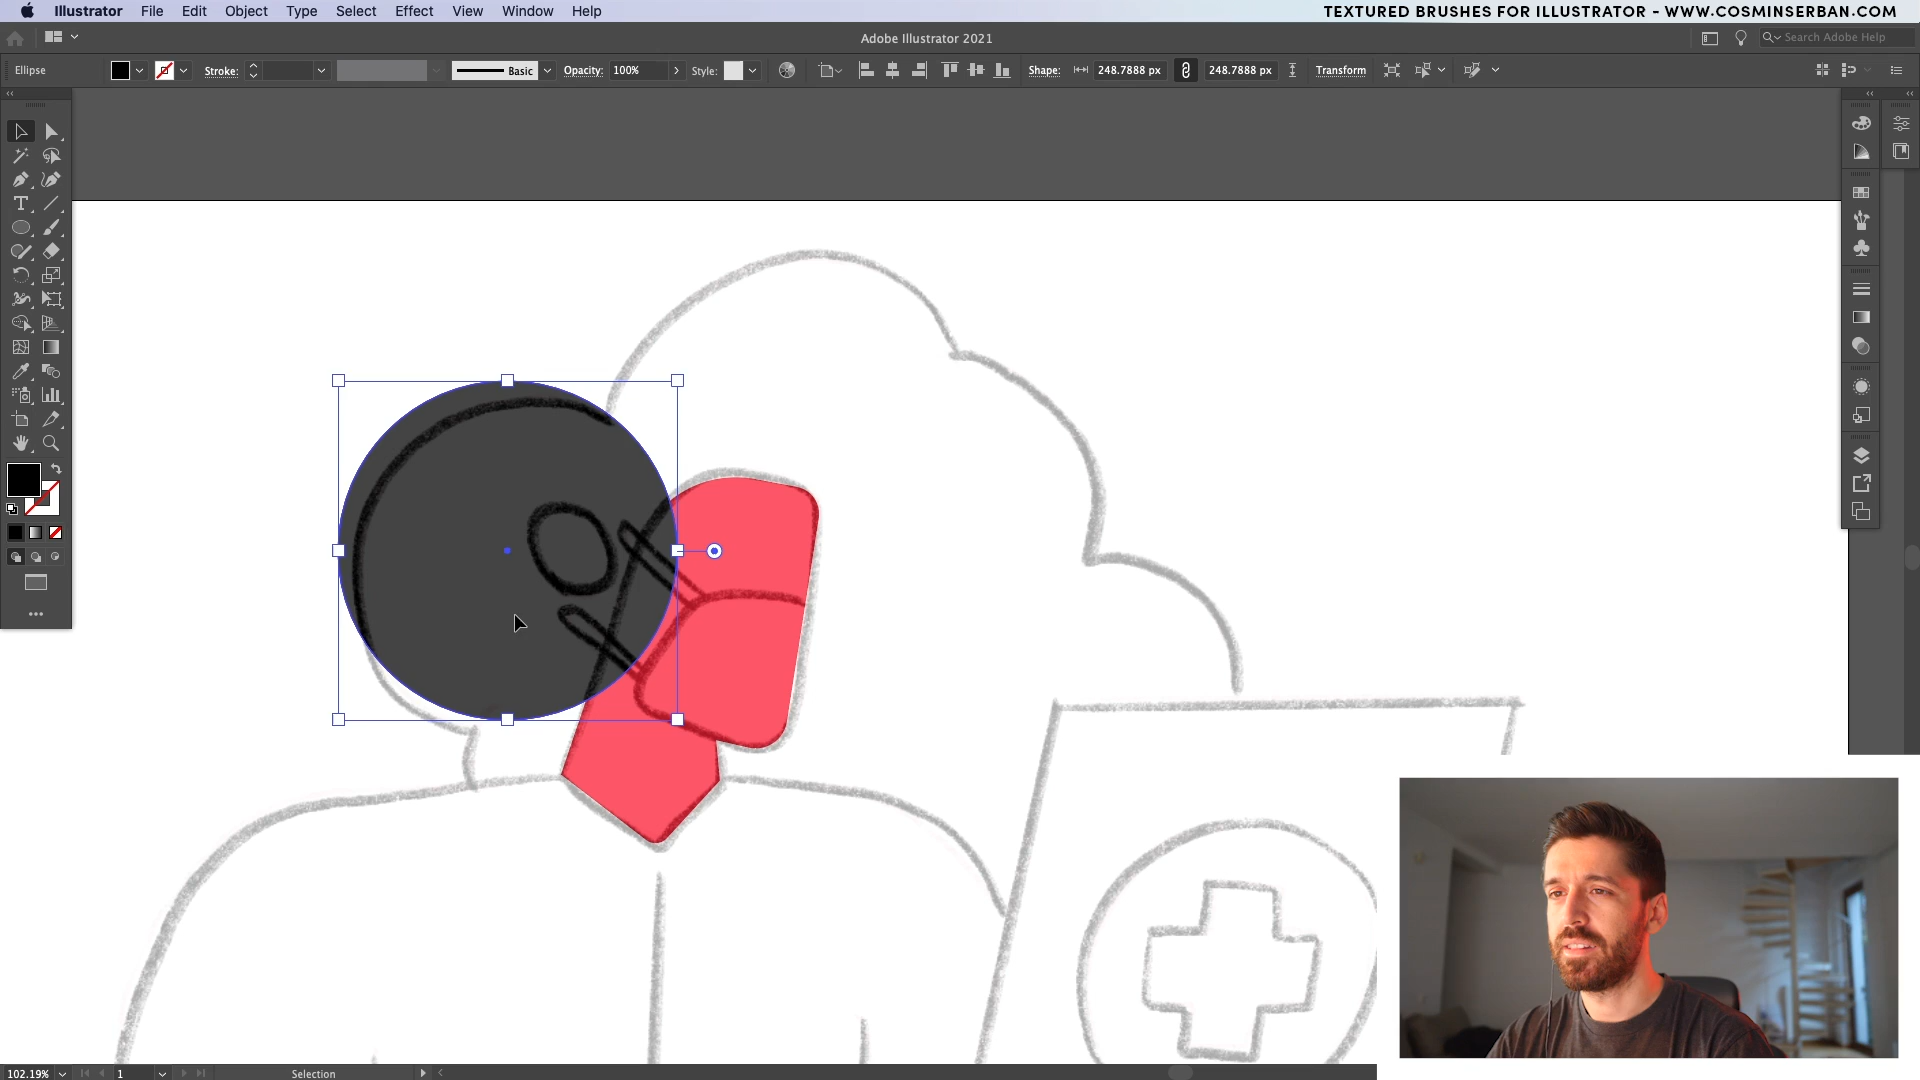 Illustrator File Edit Object Type Select Effect View Window Help
TEXTURED BRUSHES FOR ILLUSTRATOR - WWW.COSMINSERBAN.COM
Adobe Illustrator 2021
Search Adobe Help
Ellipse Stroke: Basic Opacity: 100% Style: Shape: 248.7888 px 248.7888 px Transform
102.19% 1 Selection